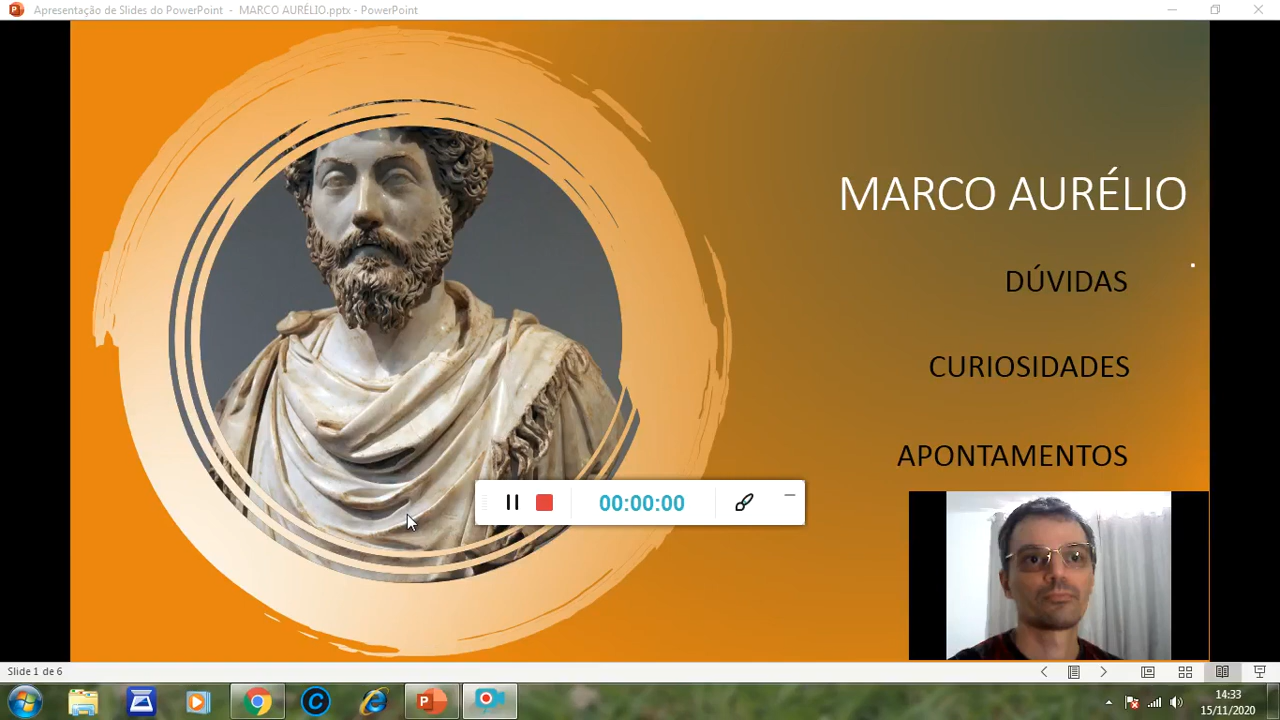 Apresentação de Slides do PowerPoint - MARCO AURÉLIO.pptx - PowerPoint
MARCO AURÉLIO
DÚVIDAS
CURIOSIDADES
APONTAMENTOS
00:00:00
Slide 1 de 6
14:33
15/11/2020